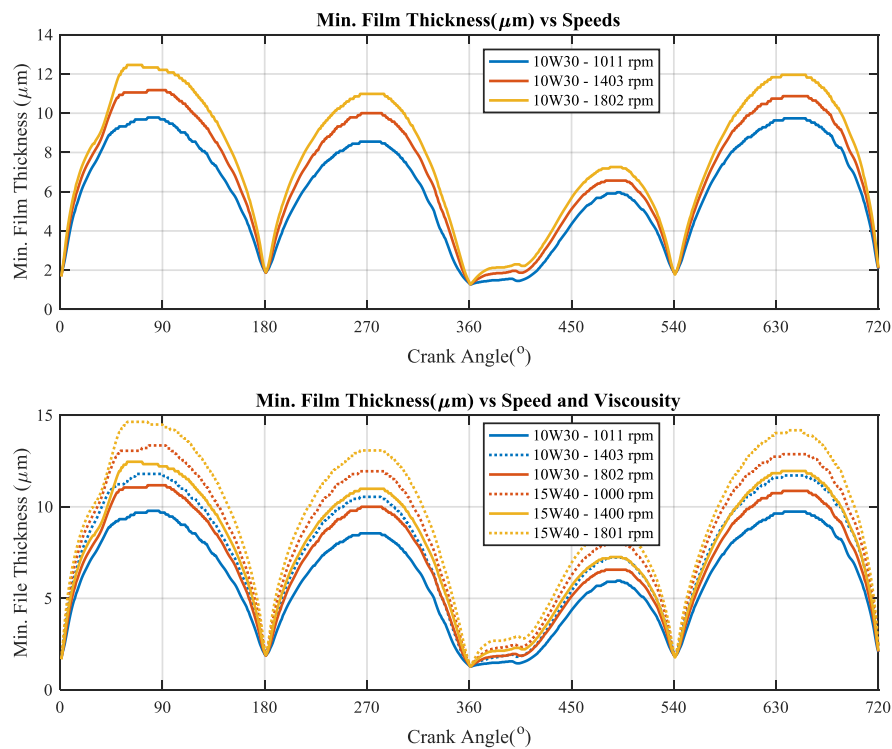 Min. Film Thickness(μm) vs Speeds
14
12
10
8
6
4
2
0
Min. Film Thickness (μm)
10W30 - 1011 rpm
10W30 - 1403 rpm
10W30 - 1802 rpm
0 90 180 270 360 450 540 630 720
Crank Angle(o)
Min. Film Thickness(μm) vs Speed and Viscousity
15
10
5
0
Min. File Thickness (μm)
10W30 - 1011 rpm
10W30 - 1403 rpm
10W30 - 1802 rpm
15W40 - 1000 rpm
15W40 - 1400 rpm
15W40 - 1801 rpm
0 90 180 270 360 450 540 630 720
Crank Angle(o)